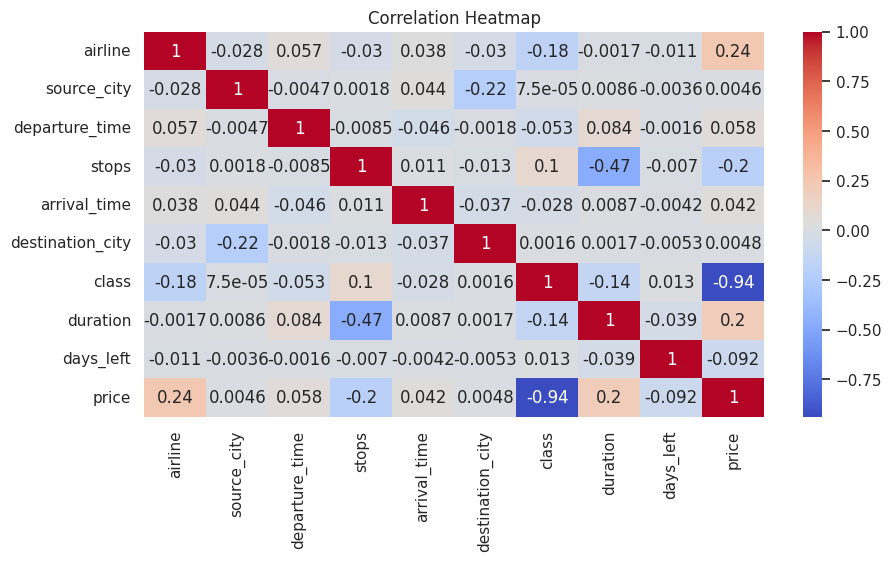 Correlation Heatmap
airline 1 -0.028 0.057 -0.03 0.038 -0.03 -0.18 -0.0017 -0.011 0.24
source_city -0.028 1 -0.0047 0.0018 0.044 -0.22 7.5e-05 0.0086 -0.0036 0.0046
departure_time 0.057 -0.0047 1 -0.0085 -0.046 -0.0018 -0.053 0.084 -0.0016 0.058
stops -0.03 0.0018 -0.0085 1 0.011 -0.013 0.1 -0.47 -0.007 -0.2
arrival_time 0.038 0.044 -0.046 0.011 1 -0.037 -0.028 0.0087 -0.0042 0.042
destination_city -0.03 -0.22 -0.0018 -0.013 -0.037 1 0.0016 0.0017 -0.0053 0.0048
class -0.18 7.5e-05 -0.053 0.1 -0.028 0.0016 1 -0.14 0.013 -0.94
duration -0.0017 0.0086 0.084 -0.47 0.0087 0.0017 -0.14 1 -0.039 0.2
days_left -0.011 -0.0036 -0.0016 -0.007 -0.0042 -0.0053 0.013 -0.039 1 -0.092
price 0.24 0.0046 0.058 -0.2 0.042 0.0048 -0.94 0.2 -0.092 1
airline source_city departure_time stops arrival_time destination_city class duration days_left price
1.00
0.75
0.50
0.25
0.00
−0.25
−0.50
−0.75